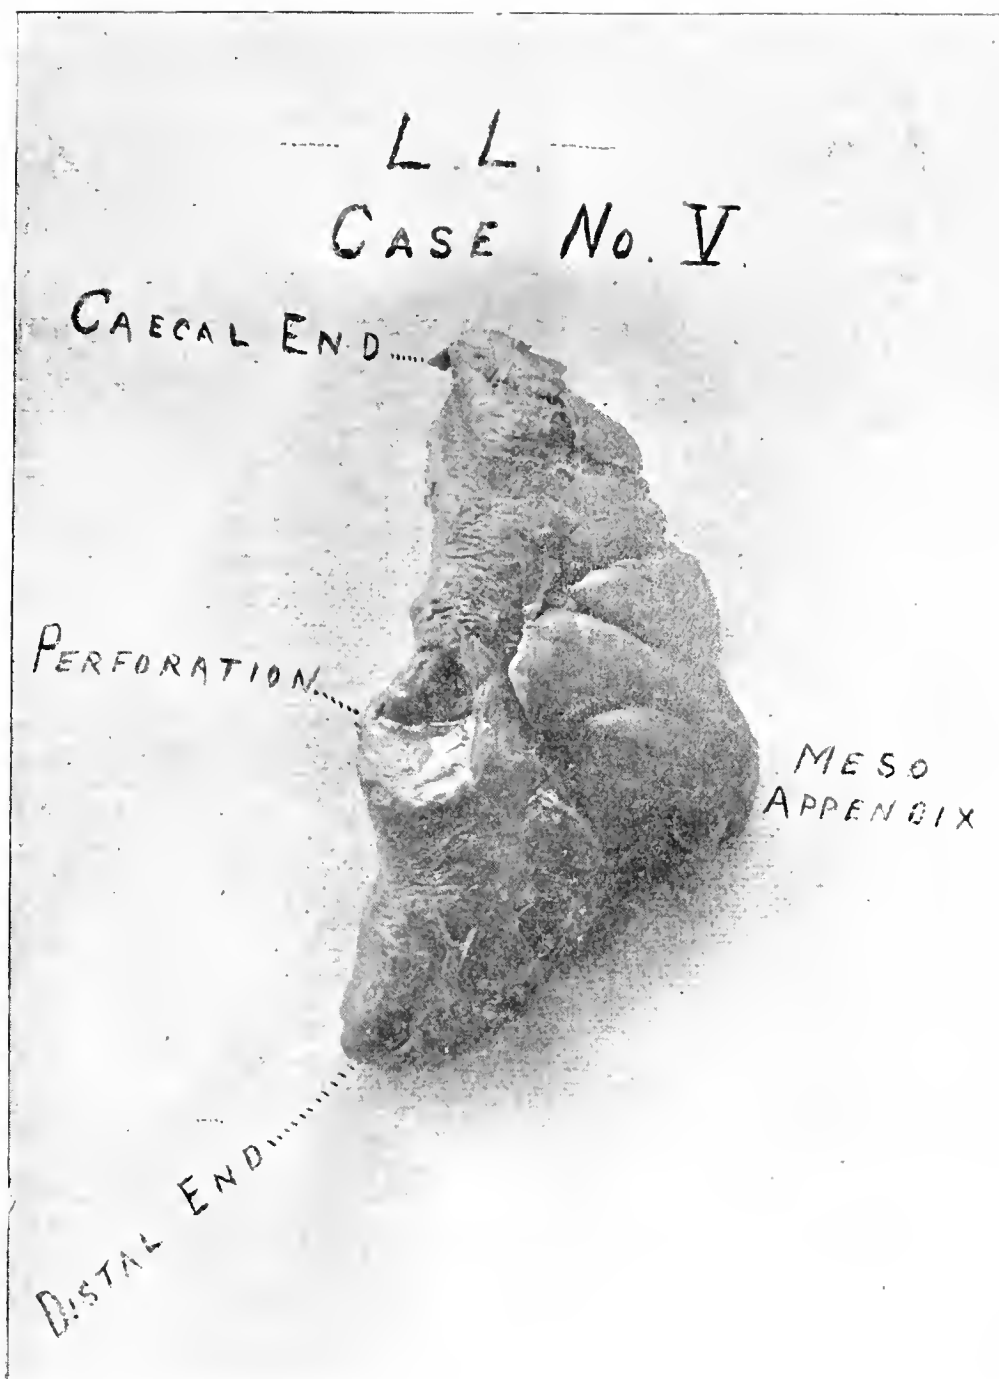 L. L.
CASE No. V.
CAECAL END
PERFORATION
MESO
APPENDIX
DISTAL END